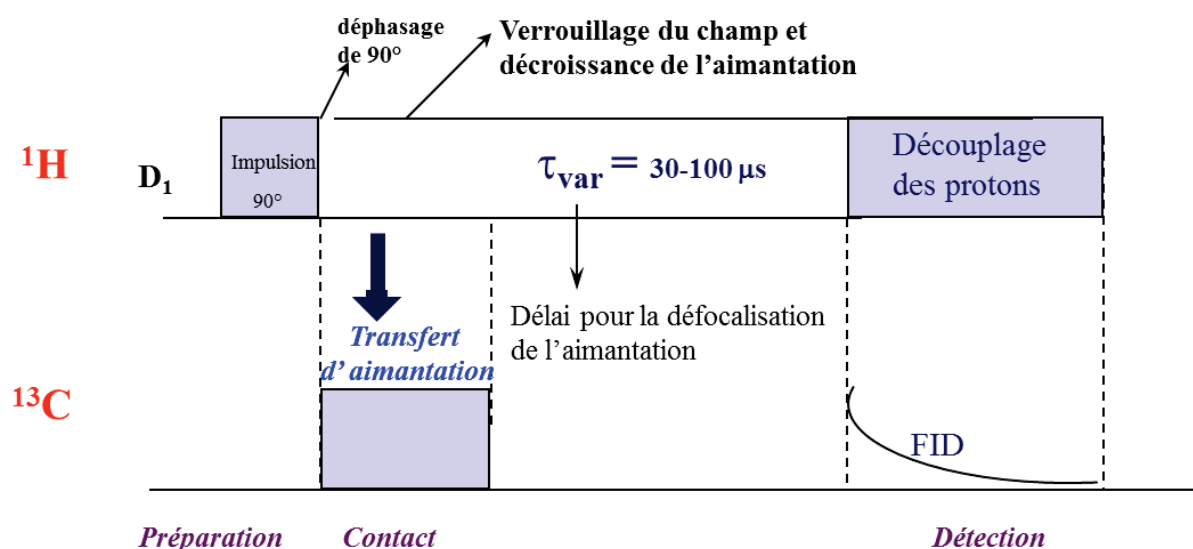 déphasage
de 90°
Verrouillage du champ et
décroissance de l'aimantation
¹H
D₁
Impulsion
90°
τvar = 30-100 µs
Découplage
des protons
Transfert
d' aimantation
Délai pour la défocalisation
de l'aimantation
¹³C
FID
Préparation
Contact
Détection